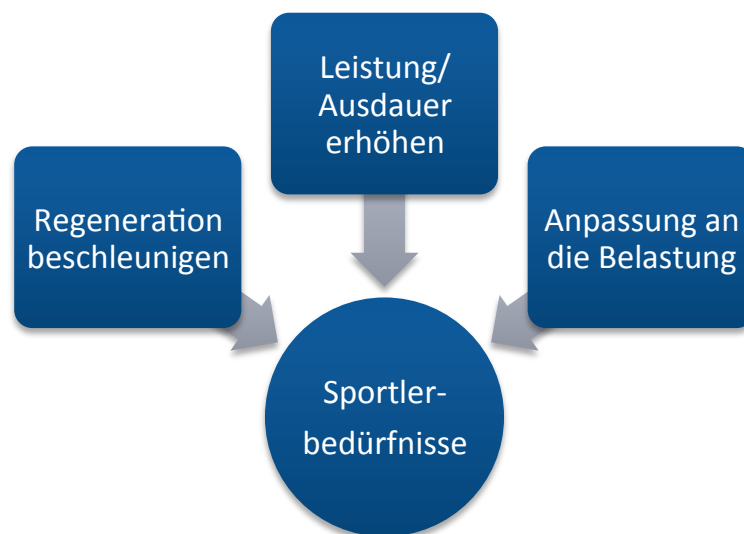 Leistung/
Ausdauer
erhöhen
Regeneration
beschleunigen
Anpassung an
die Belastung
Sportler-
bedürfnisse